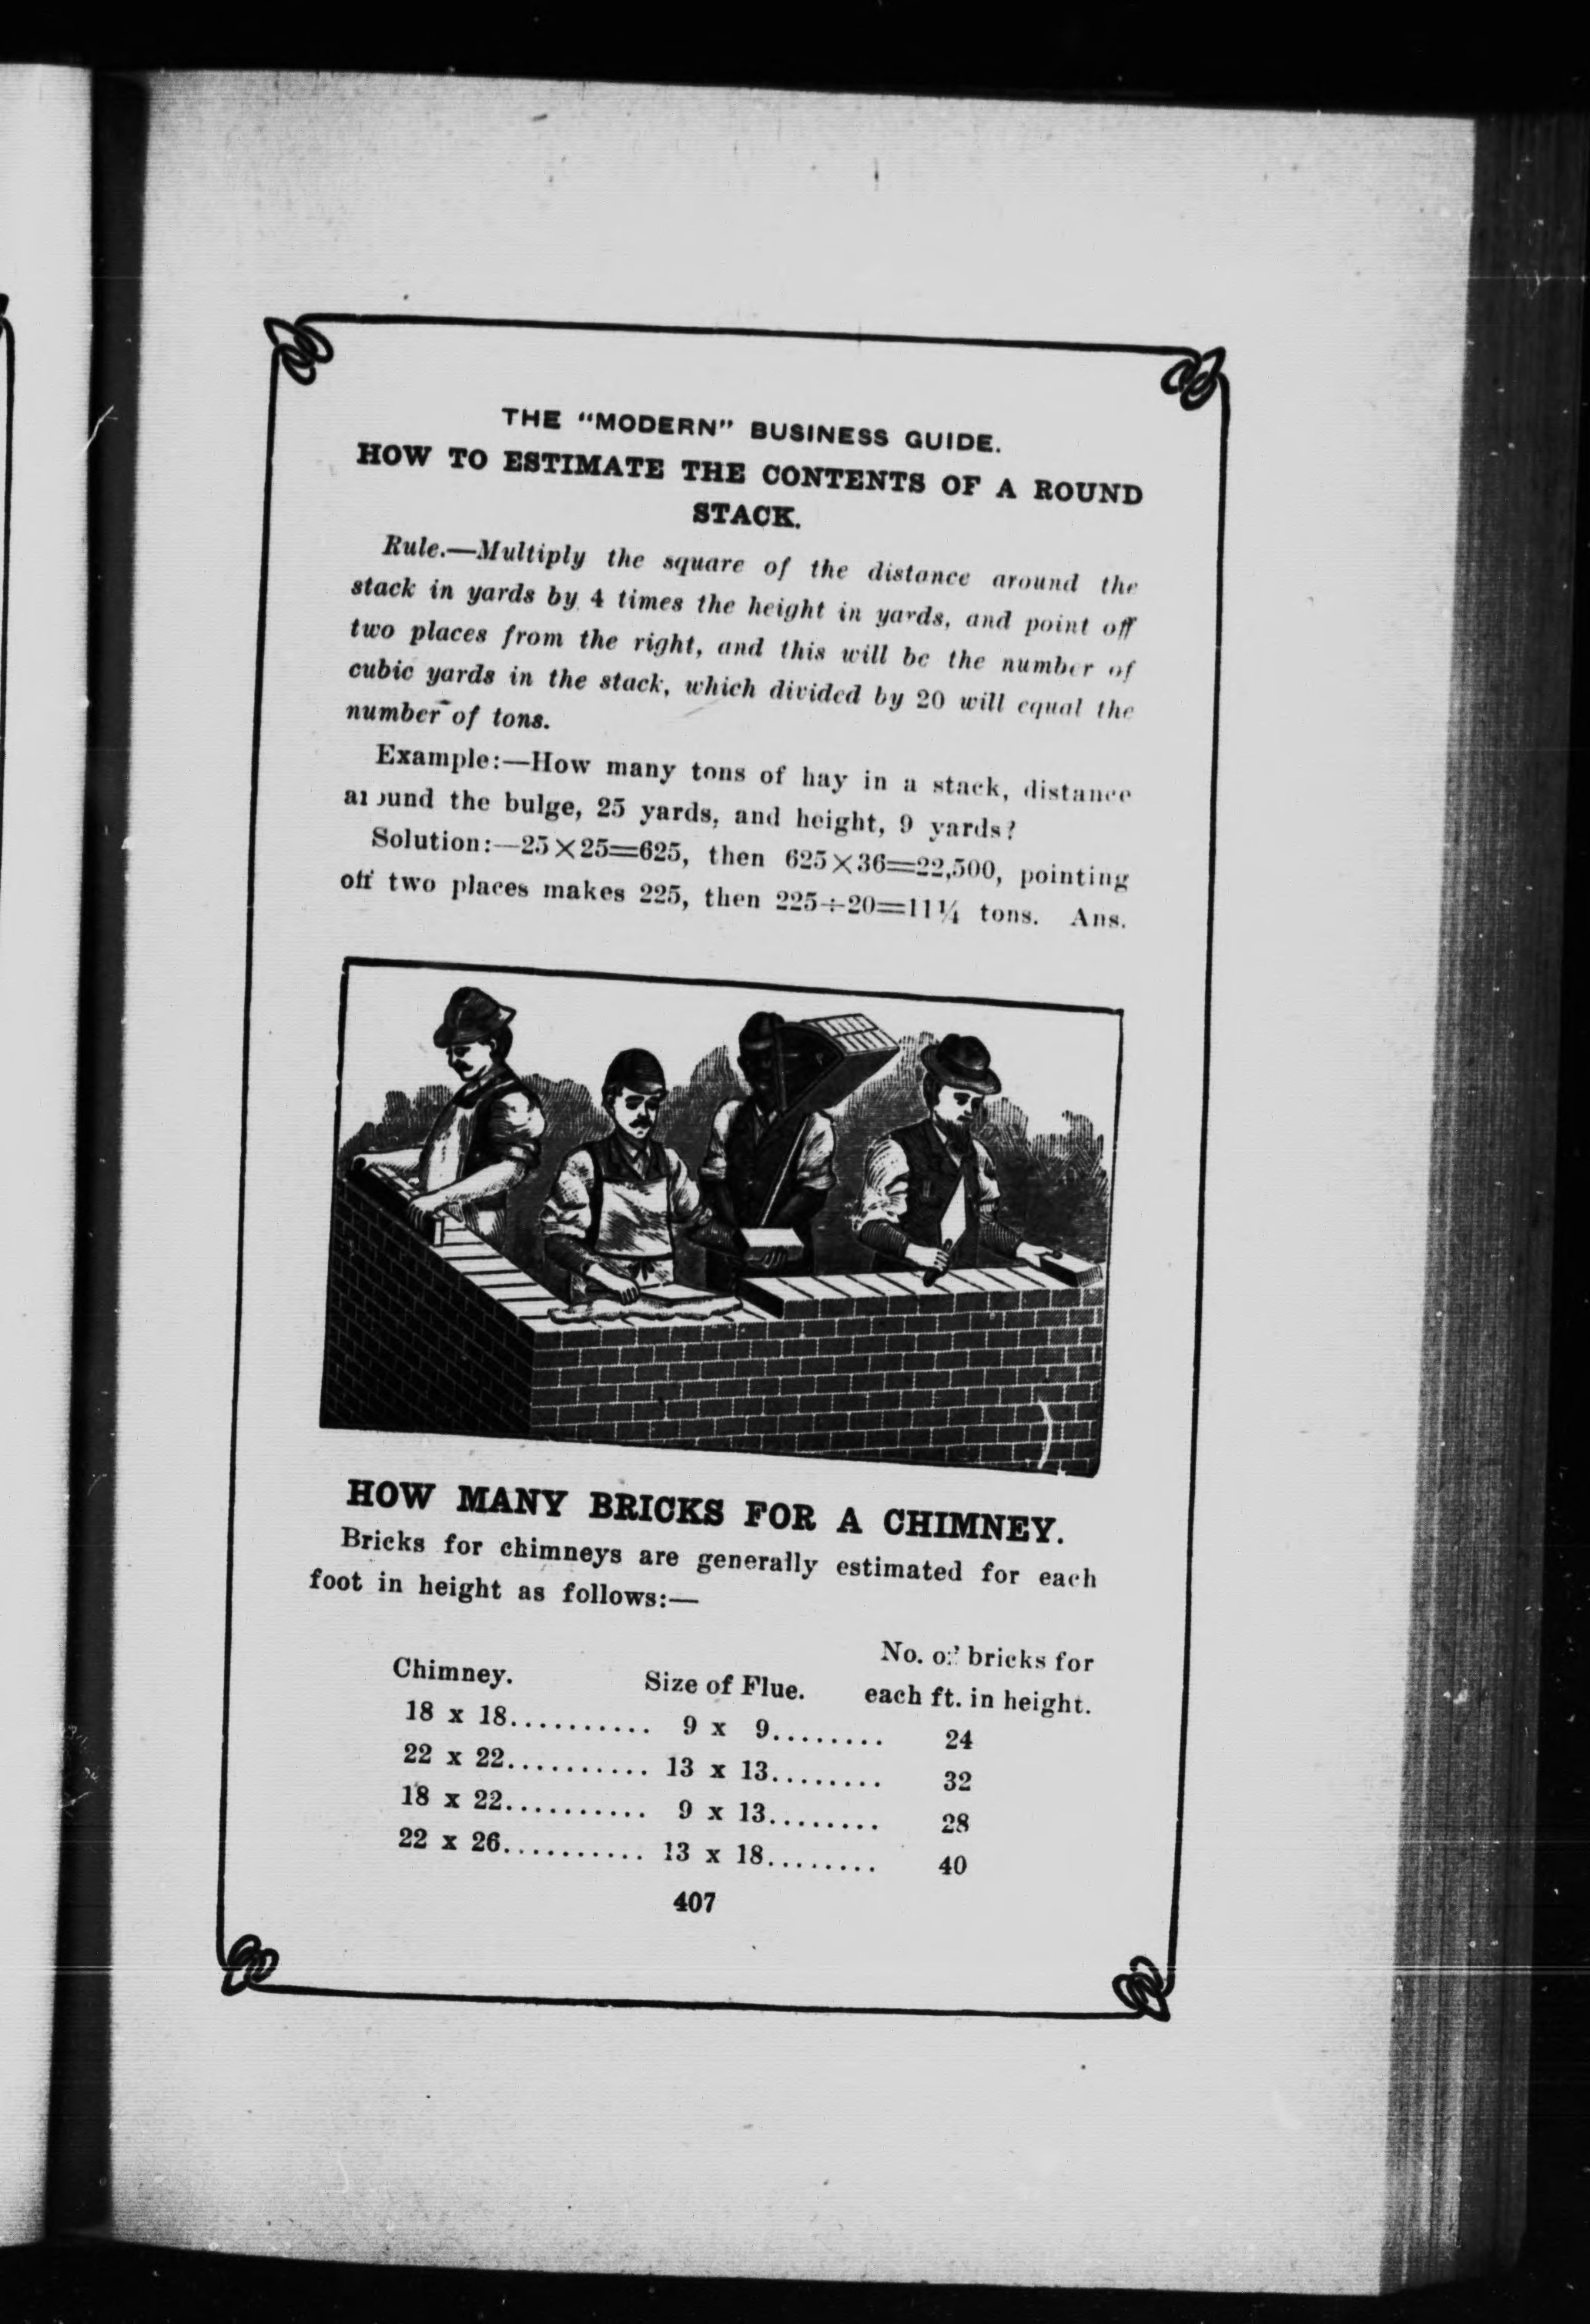 THE "MODERN" BUSINESS GUIDE.
HOW TO ESTIMATE THE CONTENTS OF A ROUND
STACK.
Rule.—Multiply the square of the distance around the
stack in yards by 4 times the height in yards, and point off
two places from the right, and this will be the number of
cubic yards in the stack, which divided by 20 will equal the
number of tons.
Example:—How many tons of hay in a stack, distance
around the bulge, 25 yards, and height, 9 yards?
Solution:—25×25=625, then 625×36=22,500, pointing
off two places makes 225, then 225÷20=11¼ tons. Ans.
HOW MANY BRICKS FOR A CHIMNEY.
Bricks for chimneys are generally estimated for each
foot in height as follows:—
No. of bricks for
Chimney. Size of Flue. each ft. in height.
18 x 18.......... 9 x 9........ 24
22 x 22.......... 13 x 13........ 32
18 x 22.......... 9 x 13........ 28
22 x 26.......... 13 x 18........ 40
407